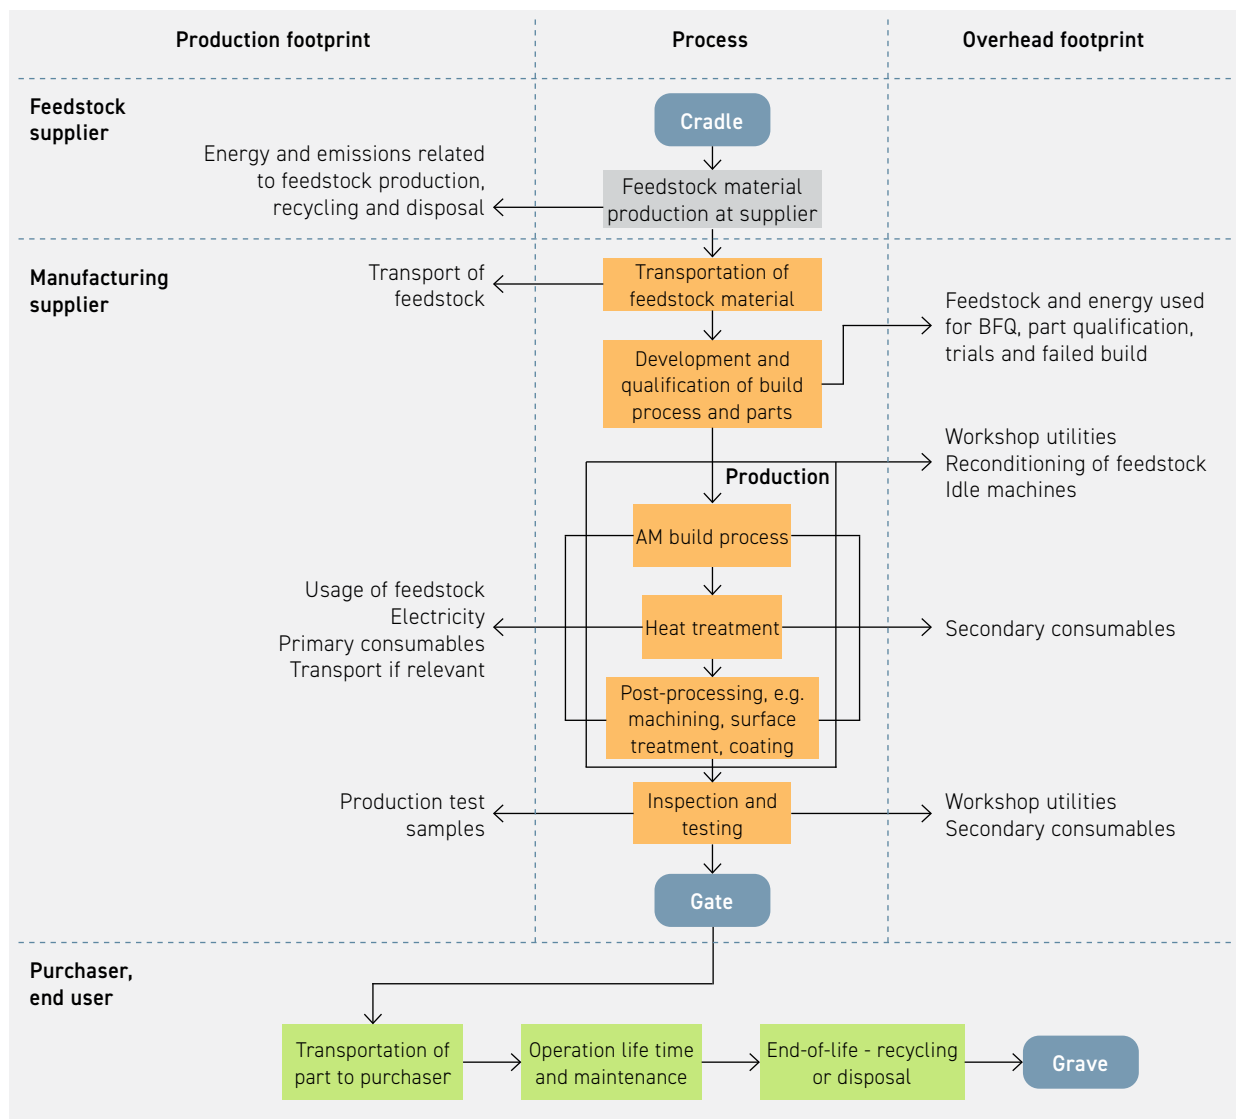 Production footprint
Process
Overhead footprint
Feedstock
supplier
Cradle
Energy and emissions related
to feedstock production,
recycling and disposal
Feedstock material
production at supplier
Manufacturing
supplier
Transport of
feedstock
Transportation of
feedstock material
Feedstock and energy used
for BFQ, part qualification,
trials and failed build
Development and
qualification of build
process and parts
Workshop utilities
Reconditioning of feedstock
Idle machines
Production
AM build process
Usage of feedstock
Electricity
Primary consumables
Transport if relevant
Heat treatment
Secondary consumables
Post-processing, e.g.
machining, surface
treatment, coating
Production test
samples
Inspection and
testing
Workshop utilities
Secondary consumables
Gate
Purchaser,
end user
Transportation of
part to purchaser
Operation life time
and maintenance
End-of-life - recycling
or disposal
Grave